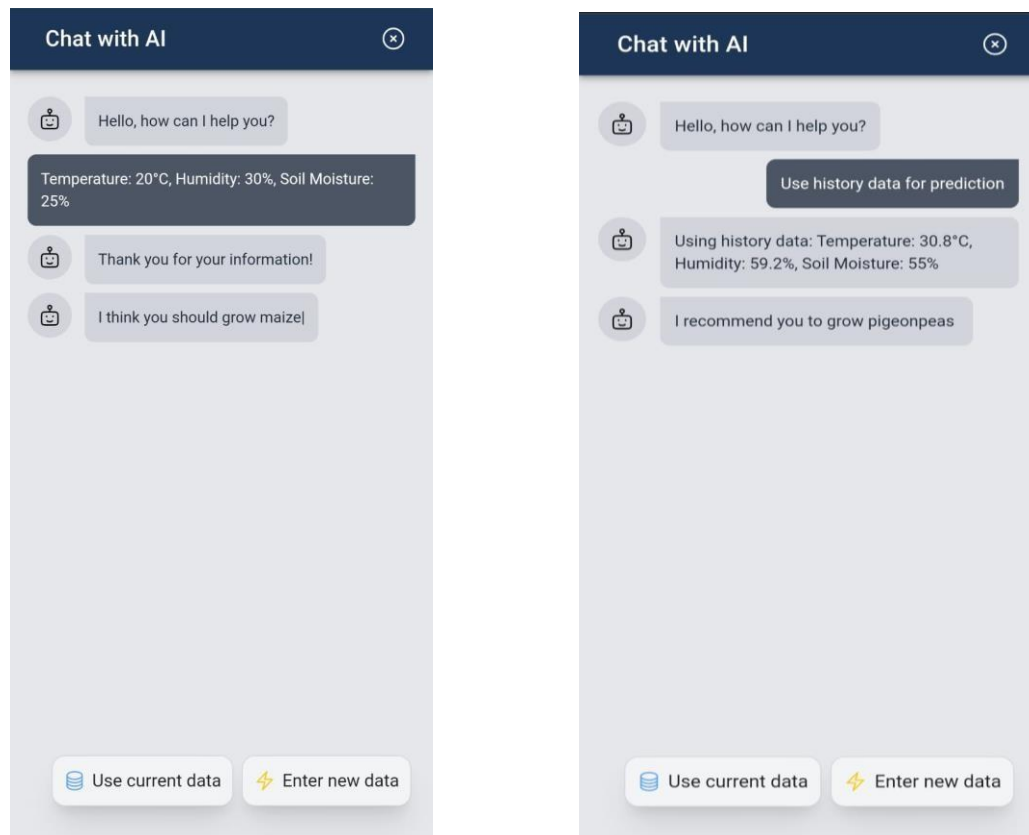 Chat with AI
Hello, how can I help you?
Temperature: 20°C, Humidity: 30%, Soil Moisture:
25%
Thank you for your information!
I think you should grow maize|
Use current data
Enter new data
Chat with AI
Hello, how can I help you?
Use history data for prediction
Using history data: Temperature: 30.8°C,
Humidity: 59.2%, Soil Moisture: 55%
I recommend you to grow pigeonpeas
Use current data
Enter new data